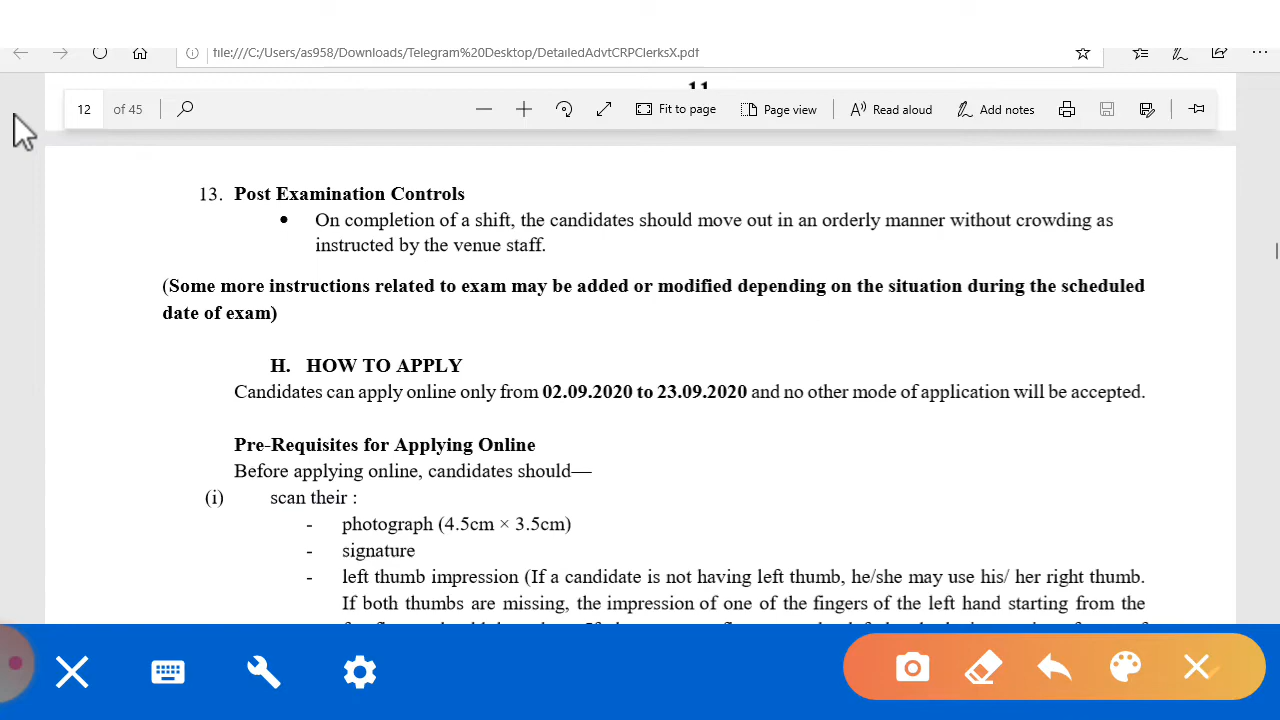 file:///C:/Users/as958/Downloads/Telegram%20Desktop/DetailedAdvtCRPClerksX.pdf
11
12 of 45 Fit to page Page view Read aloud Add notes
13. Post Examination Controls
• On completion of a shift, the candidates should move out in an orderly manner without crowding as
instructed by the venue staff.
(Some more instructions related to exam may be added or modified depending on the situation during the scheduled
date of exam)
H. HOW TO APPLY
Candidates can apply online only from 02.09.2020 to 23.09.2020 and no other mode of application will be accepted.
Pre-Requisites for Applying Online
Before applying online, candidates should—
(i) scan their :
- photograph (4.5cm × 3.5cm)
- signature
- left thumb impression (If a candidate is not having left thumb, he/she may use his/ her right thumb.
If both thumbs are missing, the impression of one of the fingers of the left hand starting from the